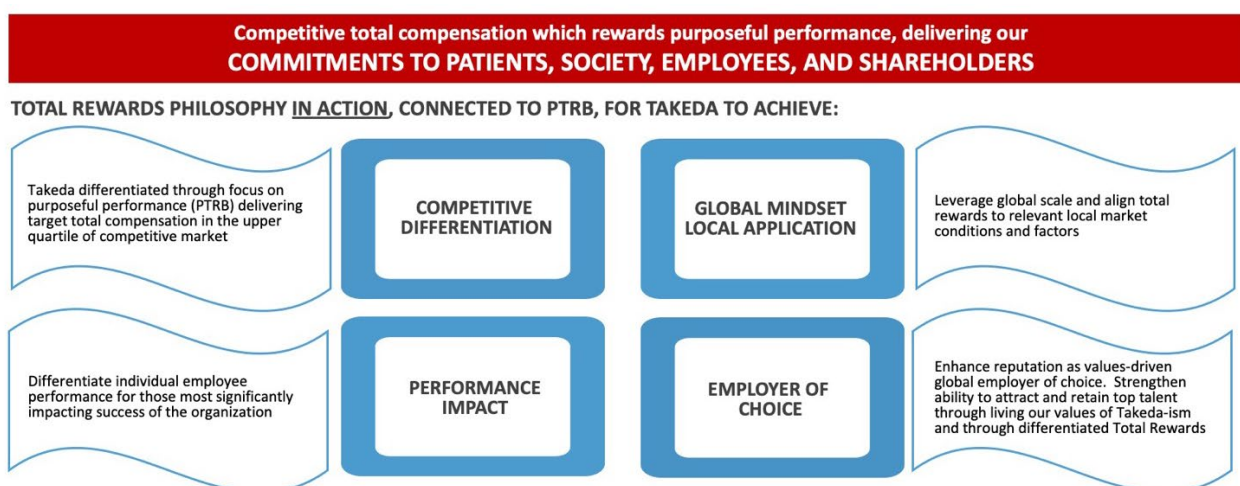 Competitive total compensation which rewards purposeful performance, delivering our
COMMITMENTS TO PATIENTS, SOCIETY, EMPLOYEES, AND SHAREHOLDERS
TOTAL REWARDS PHILOSOPHY IN ACTION, CONNECTED TO PTRB, FOR TAKEDA TO ACHIEVE:
Takeda differentiated through focus on
purposeful performance (PTRB) delivering
target total compensation in the upper
quartile of competitive market
COMPETITIVE
DIFFERENTIATION
GLOBAL MINDSET
LOCAL APPLICATION
Leverage global scale and align total
rewards to relevant local market
conditions and factors
Differentiate individual employee
performance for those most significantly
impacting success of the organization
PERFORMANCE
IMPACT
EMPLOYER OF
CHOICE
Enhance reputation as values-driven
global employer of choice. Strengthen
ability to attract and retain top talent
through living our values of Takeda-ism
and through differentiated Total Rewards